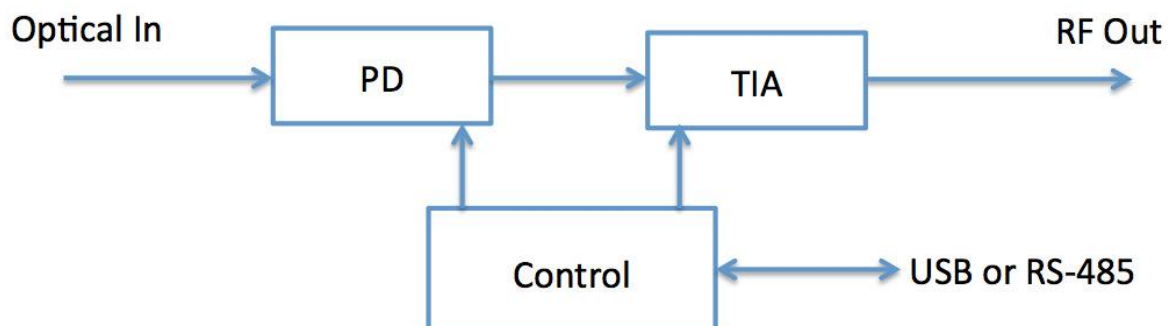 Optical In
RF Out
PD
TIA
Control
USB or RS-485